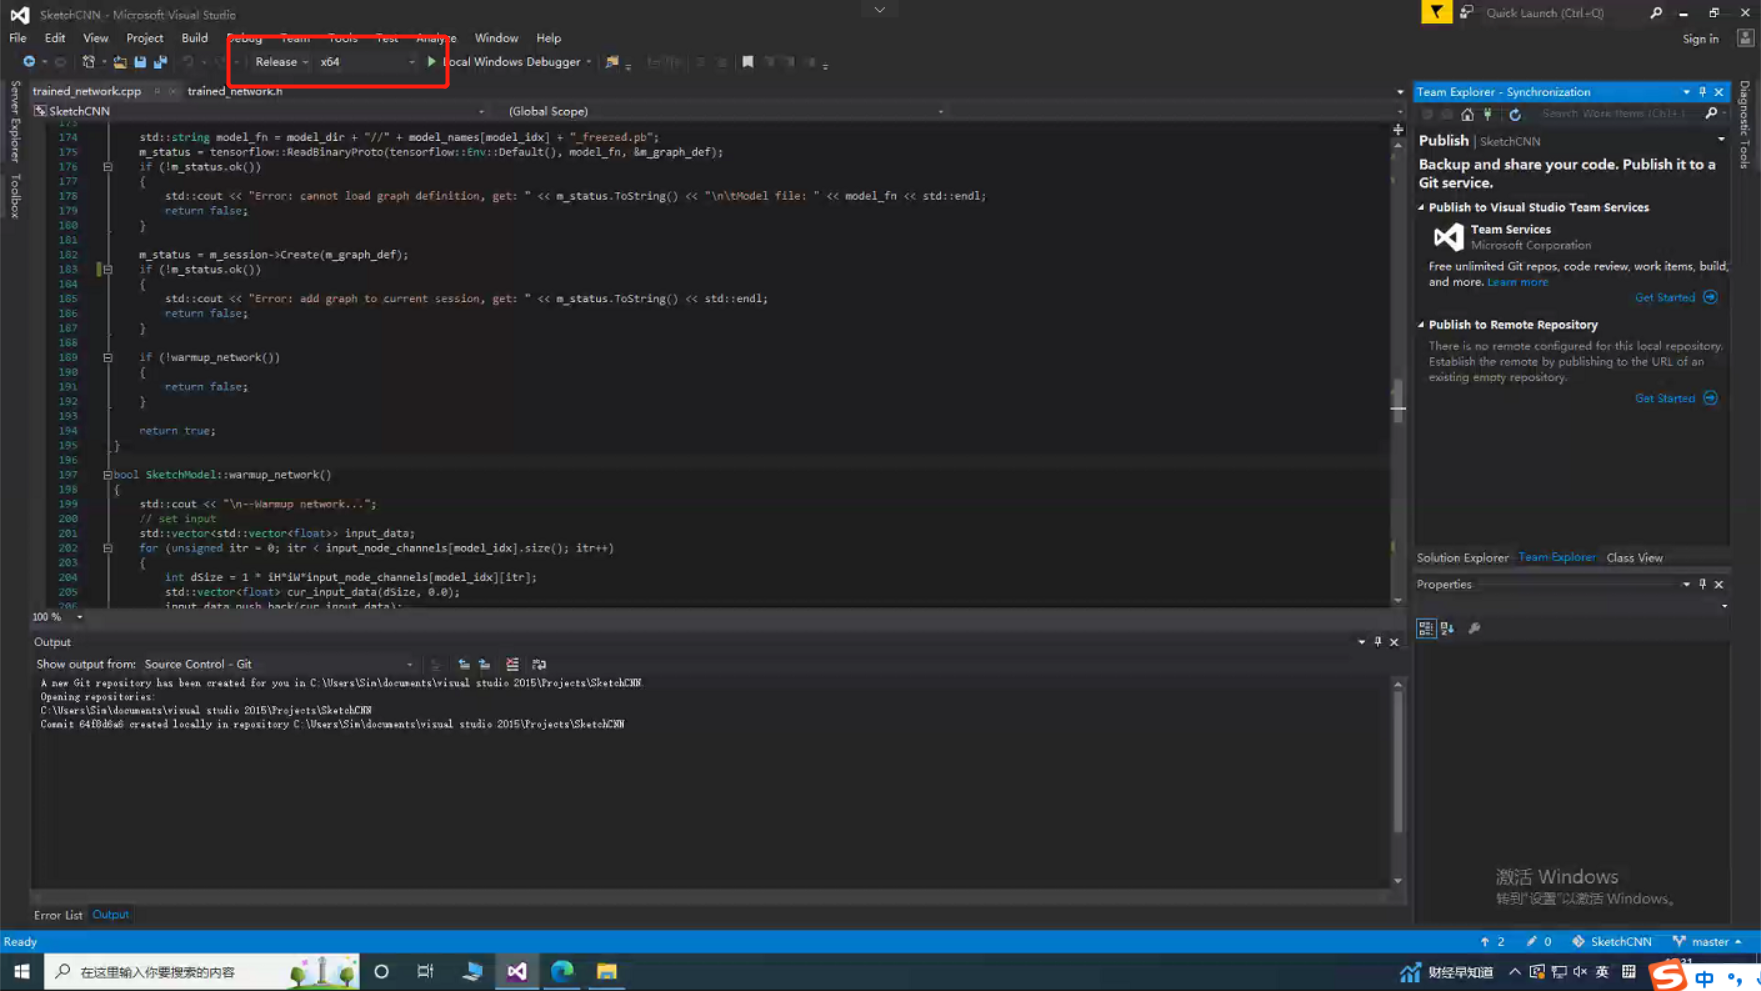 SketchCNN - Microsoft Visual Studio
Quick Launch (Ctrl+Q)
File Edit View Project Build Debug Team Tools Test Analyze Window Help
Sign in
Release x64 Local Windows Debugger
trained_network.cpp trained_network.h
SketchCNN (Global Scope)
Server Explorer
Toolbox
173
174 std::string model_fn = model_dir + "//" + model_names[model_idx] + "_freezed.pb";
175 m_status = tensorflow::ReadBinaryProto(tensorflow::Env::Default(), model_fn, &m_graph_def);
176 if (!m_status.ok())
177 {
178 std::cout << "Error: cannot load graph definition, get: " << m_status.ToString() << "\n\tModel file: " << model_fn << std::endl;
179 return false;
180 }
181
182 m_status = m_session->Create(m_graph_def);
183 if (!m_status.ok())
184 {
185 std::cout << "Error: add graph to current session, get: " << m_status.ToString() << std::endl;
186 return false;
187 }
188
189 if (!warmup_network())
190 {
191 return false;
192 }
193
194 return true;
195 }
196
197 bool SketchModel::warmup_network()
198 {
199 std::cout << "\n--Warmup network...";
200 // set input
201 std::vector<std::vector<float>> input_data;
202 for (unsigned itr = 0; itr < input_node_channels[model_idx].size(); itr++)
203 {
204 int dSize = 1 * iH*iW*input_node_channels[model_idx][itr];
205 std::vector<float> cur_input_data(dSize, 0.0);
206 input_data.push_back(cur_input_data);
100 %
Team Explorer - Synchronization
Search Work Items (Ctrl+')
Publish | SketchCNN
Backup and share your code. Publish it to a
Git service.
Publish to Visual Studio Team Services
Team Services
Microsoft Corporation
Free unlimited Git repos, code review, work items, build,
and more. Learn more
Get Started
Publish to Remote Repository
There is no remote configured for this local repository.
Establish the remote by publishing to the URL of an
existing empty repository.
Get Started
Solution Explorer Team Explorer Class View
Properties
Diagnostic Tools
Output
Show output from: Source Control - Git
A new Git repository has been created for you in C:\Users\Sim\documents\visual studio 2015\Projects\SketchCNN
Opening repositories:
C:\Users\Sim\documents\visual studio 2015\Projects\SketchCNN
Commit 64f8d6a6 created locally in repository C:\Users\Sim\documents\visual studio 2015\Projects\SketchCNN
激活 Windows
转到"设置"以激活 Windows。
Error List Output
Ready
2 0 SketchCNN master
在这里输入你要搜索的内容
财经早知道 英
中